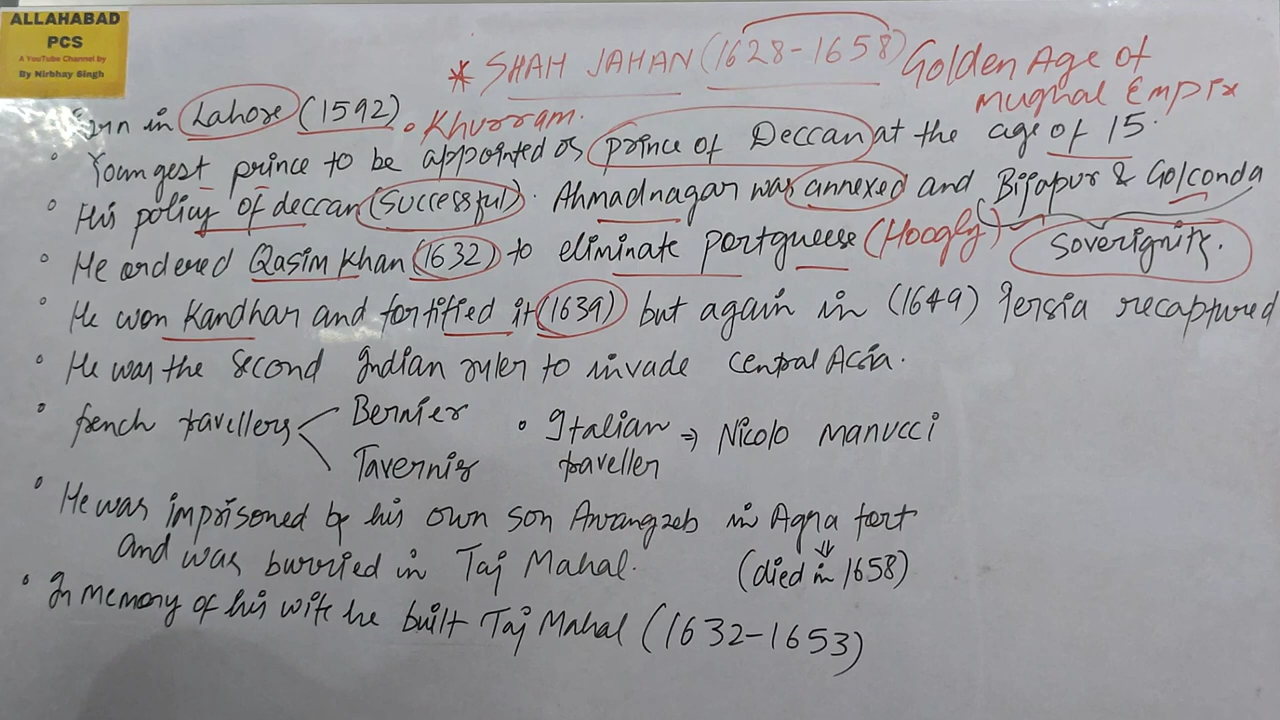 ALLAHABAD
PCS
A YouTube Channel by
By Nirbhay Singh
* SHAH JAHAN (1628-1658) Golden Age of
mughal Empire
in Lahore (1592) . Khurram.
• Youngest prince to be appointed as prince of Deccan at the age of 15.
• His policy of deccan (Successful). Ahmadnagar was annexed and Bijapur & Golconda
Soverignity.
• He ordered Qasim Khan (1632) to eliminate portgueese (Hoogly)
• He won Kandhar and fortified it (1639) but again in (1649) Persia recaptured
• He was the second Indian ruler to invade central Asia.
• french travellers < Bernier
Tavernier
• Italian traveller => Nicolo manucci
• He was imprisoned by his own son Aurangzeb in Agra fort
and was burried in Taj Mahal. (died in 1658)
• In memory of his wife he built Taj Mahal (1632-1653)